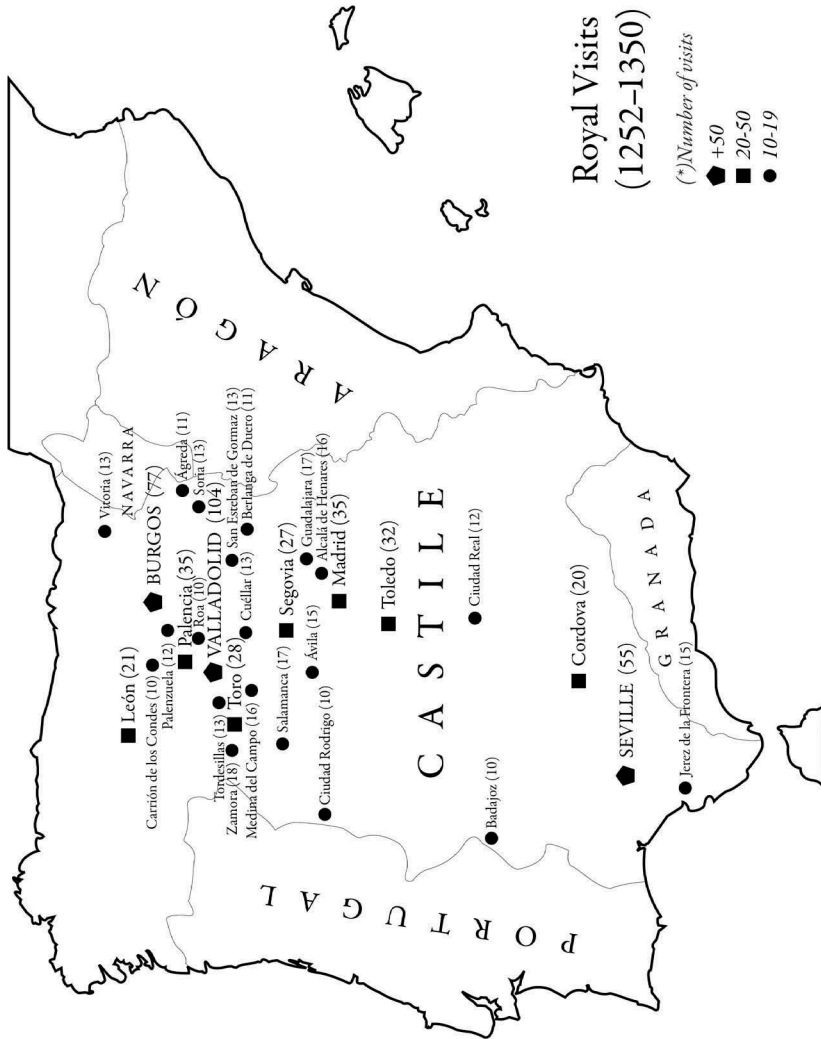 Vitoria (13)
NAVARRA
León (21)
BURGOS (77)
Carrión de los Condes (10)
Palenzuela (12)
Palencia (35)
Ágreda (11)
Roa (10)
Soria (13)
VALLADOLID (104)
Tordesillas (13)
Toro (28)
San Esteban de Gormaz (13)
Zamora (18)
Cuéllar (13)
Berlanga de Duero (11)
Medina del Campo (16)
Salamanca (17)
Segovia (27)
Guadalajara (17)
Ávila (15)
Alcalá de Henares (16)
Ciudad Rodrigo (10)
Madrid (35)
ARAGÓN
Toledo (32)
CASTILE
PORTUGAL
Ciudad Real (12)
Badajoz (10)
Cordova (20)
SEVILLE (55)
GRANADA
Jerez de la Frontera (15)
Royal Visits
(1252–1350)
(*)Number of visits
+50
20-50
10-19